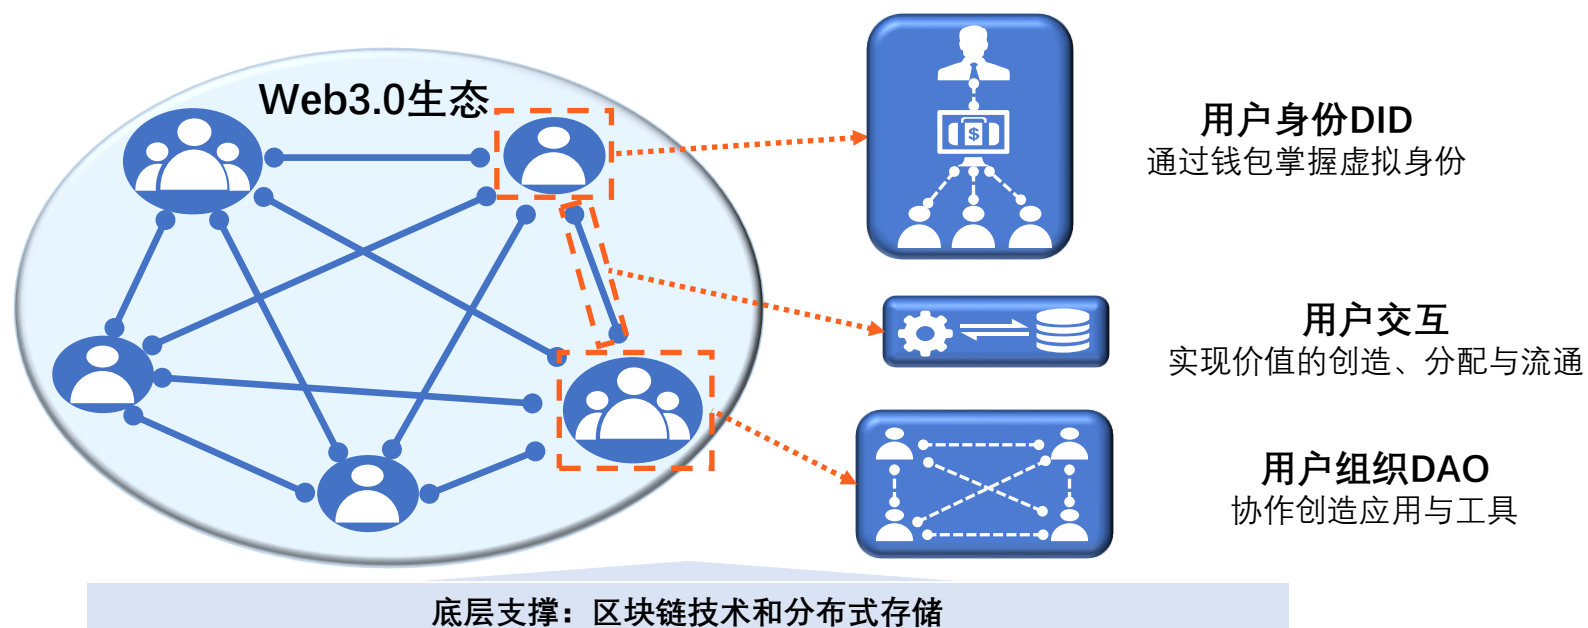 Web3.0生态
用户身份DID
通过钱包掌握虚拟身份
$
用户交互
实现价值的创造、分配与流通
用户组织DAO
协作创造应用与工具
底层支撑：区块链技术和分布式存储